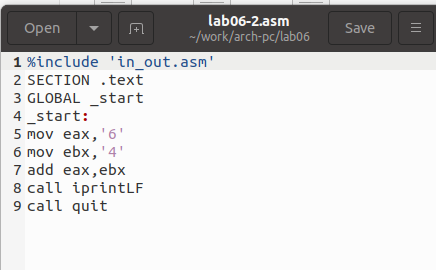 Open
lab06-2.asm
~/work/arch-pc/lab06
Save
1 %include 'in_out.asm'
2 SECTION .text
3 GLOBAL _start
4 _start:
5 mov eax,'6'
6 mov ebx,'4'
7 add eax,ebx
8 call iprintLF
9 call quit